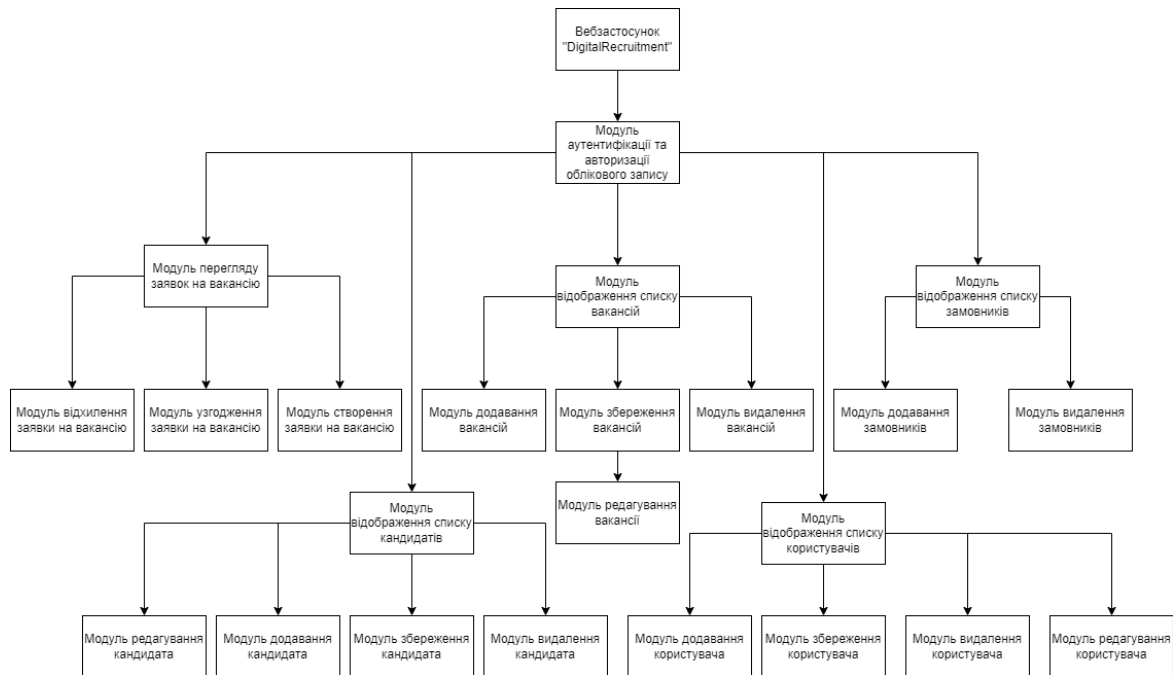 Вебзастосунок
"DigitalRecruitment"
Модуль
аутентифікації та
авторизації
облікового запису
Модуль перегляду
заявок на вакансію
Модуль
відображення списку
вакансій
Модуль
відображення списку
замовників
Модуль відхилення
заявки на вакансію
Модуль узгодження
заявки на вакансію
Модуль створення
заявки на вакансію
Модуль додавання
вакансій
Модуль збереження
вакансій
Модуль видалення
вакансій
Модуль додавання
замовників
Модуль видалення
замовників
Модуль
відображення списку
кандидатів
Модуль редагування
вакансії
Модуль
відображення списку
користувачів
Модуль редагування
кандидата
Модуль додавання
кандидата
Модуль збереження
кандидата
Модуль видалення
кандидата
Модуль додавання
користувача
Модуль збереження
користувача
Модуль видалення
користувача
Модуль редагування
користувача